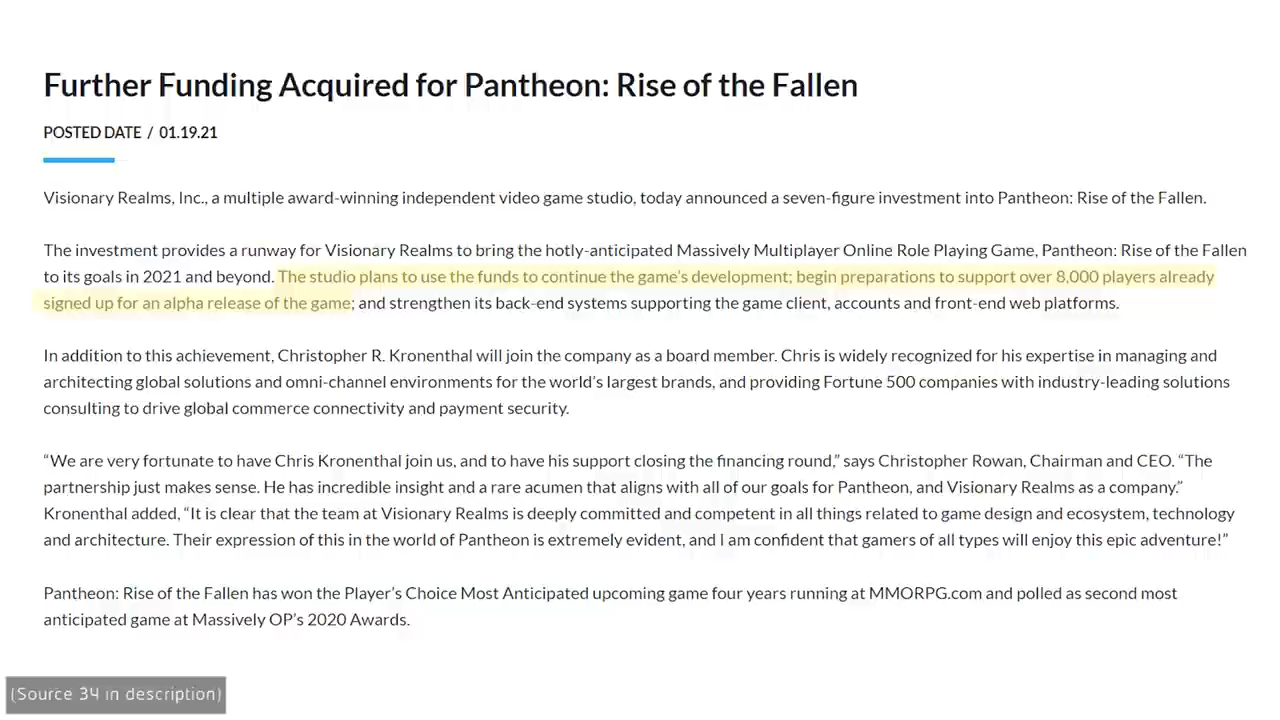 Further Funding Acquired for Pantheon: Rise of the Fallen
POSTED DATE / 01.19.21
Visionary Realms, Inc., a multiple award-winning independent video game studio, today announced a seven-figure investment into Pantheon: Rise of the Fallen.
The investment provides a runway for Visionary Realms to bring the hotly-anticipated Massively Multiplayer Online Role Playing Game, Pantheon: Rise of the Fallen
to its goals in 2021 and beyond. The studio plans to use the funds to continue the game's development; begin preparations to support over 8,000 players already
signed up for an alpha release of the game; and strengthen its back-end systems supporting the game client, accounts and front-end web platforms.
In addition to this achievement, Christopher R. Kronenthal will join the company as a board member. Chris is widely recognized for his expertise in managing and
architecting global solutions and omni-channel environments for the world's largest brands, and providing Fortune 500 companies with industry-leading solutions
consulting to drive global commerce connectivity and payment security.
“We are very fortunate to have Chris Kronenthal join us, and to have his support closing the financing round,” says Christopher Rowan, Chairman and CEO. “The
partnership just makes sense. He has incredible insight and a rare acumen that aligns with all of our goals for Pantheon, and Visionary Realms as a company.”
Kronenthal added, “It is clear that the team at Visionary Realms is deeply committed and competent in all things related to game design and ecosystem, technology
and architecture. Their expression of this in the world of Pantheon is extremely evident, and I am confident that gamers of all types will enjoy this epic adventure!”
Pantheon: Rise of the Fallen has won the Player's Choice Most Anticipated upcoming game four years running at MMORPG.com and polled as second most
anticipated game at Massively OP's 2020 Awards.
(Source 34 in description)